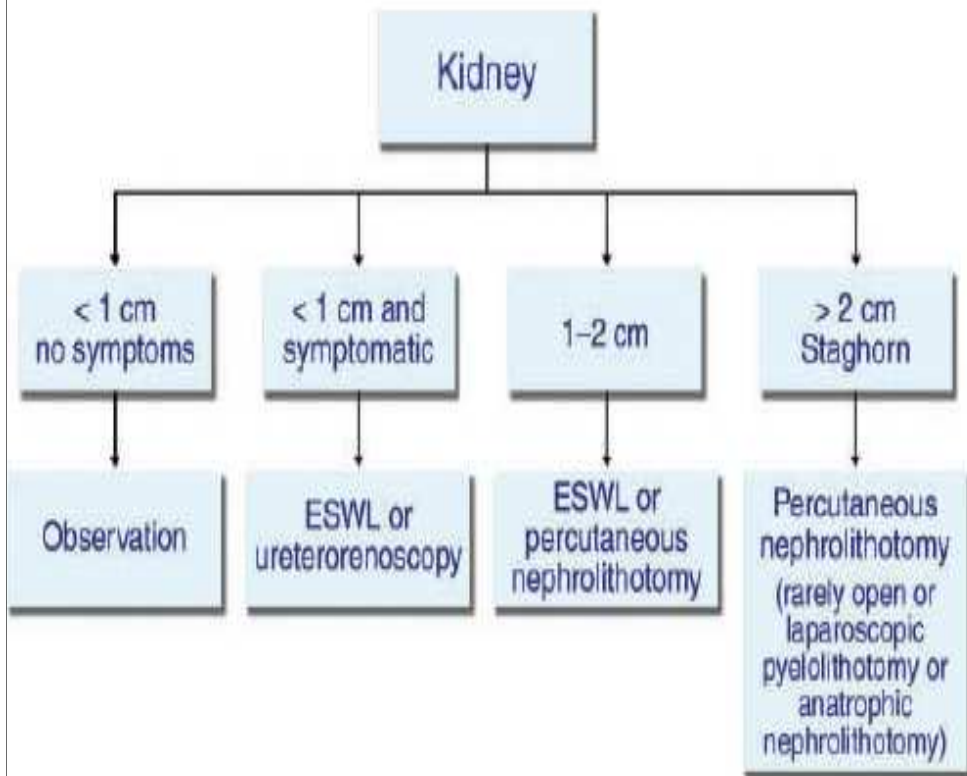 Kidney
< 1 cm
no symptoms
< 1 cm and
symptomatic
1–2 cm
> 2 cm
Staghorn
Observation
ESWL or
ureterorenoscopy
ESWL or
percutaneous
nephrolithotomy
Percutaneous
nephrolithotomy
(rarely open or
laparoscopic
pyelolithotomy or
anatrophic
nephrolithotomy)